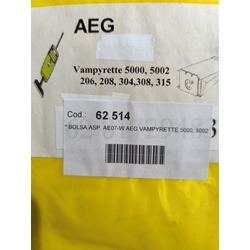 AEG
Vampyrette 5000, 5002
206, 208, 304,308, 315
Cod.: 62 514
* BOLSA ASP. AE07-W AEG VAMPYRETTE 5000, 5002